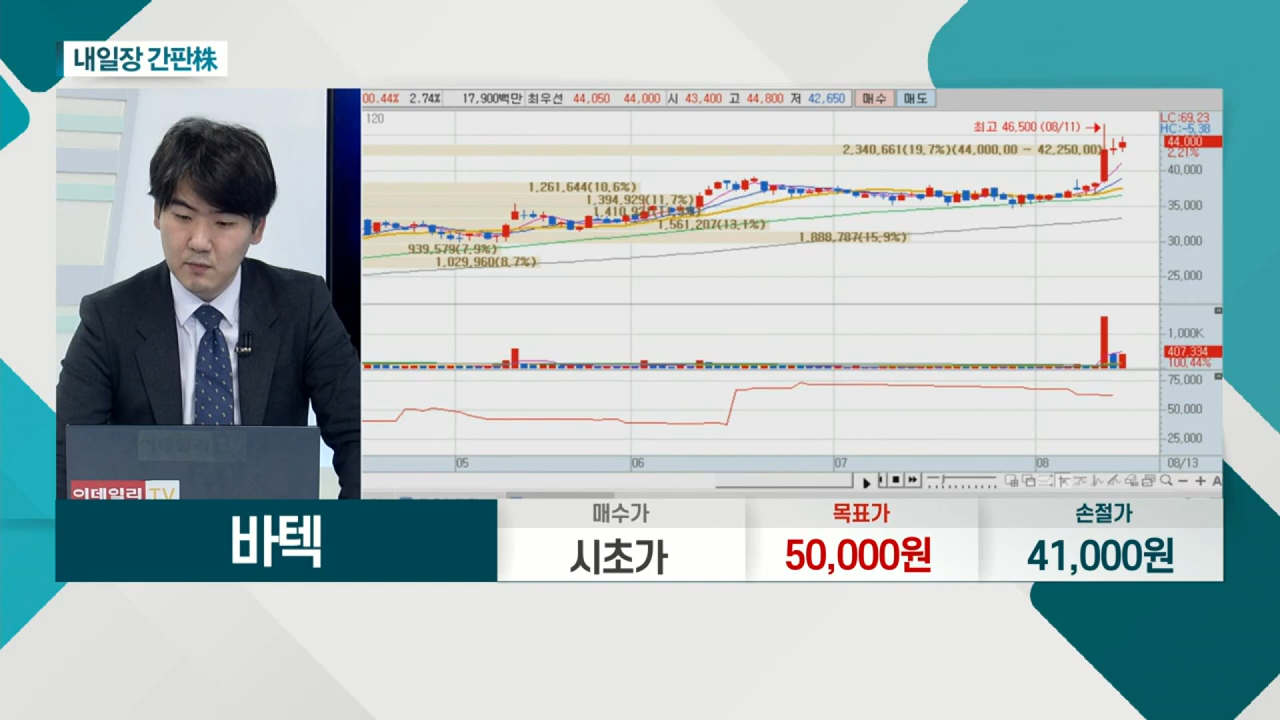 내일장 간판株
00.44% 2.74% 17,900백만 최우선 44,050 44,000 시 43,400 고 44,800 저 42,650 매수 매도
120
LC:69.23
HC:-5.38
최고 46,500 (08/11)
44,000
2,340,661(19.7%)(44,000.00 ~ 42,250.00)
2.21%
40,000
1,261,644(10.6%)
1,394,929(11.7%)
35,000
1,561,207(13.1%)
1,888,787(15.9%)
30,000
939,579(7.9%)
1,029,960(8.7%)
25,000
1,000K
407,334
100.44%
75,000
50,000
25,000
05 06 07 08 08/13
A
이데일리 TV
이데일리 TV
바텍
매수가 목표가 손절가
시초가 50,000원 41,000원